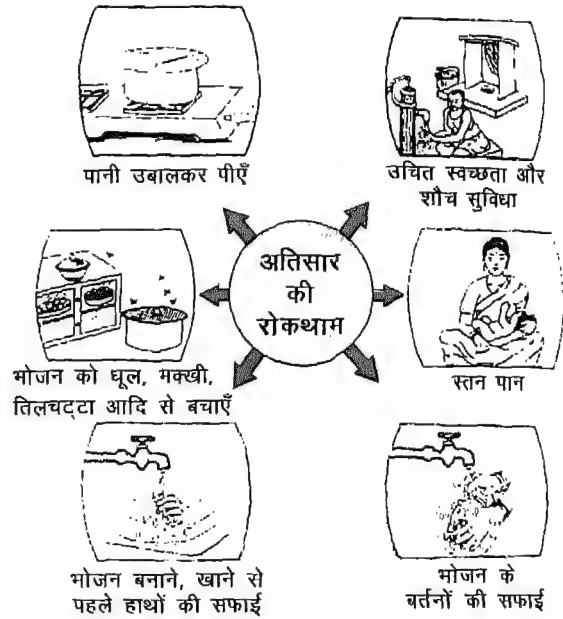 पानी उबालकर पीएँ
उचित स्वच्छता और
शौच सुविधा
अतिसार
की
रोकथाम
भोजन को धूल, मक्खी,
तिलचट्टा आदि से बचाएँ
स्तन पान
भोजन बनाने, खाने से
पहले हाथों की सफाई
भोजन के
बर्तनों की सफाई